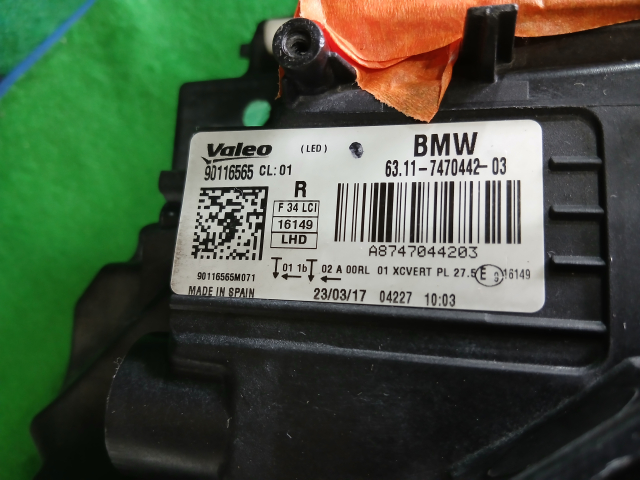 Valeo (LED) BMW
90116565 CL:01 63.11-7470442-03
R
F 34 LCI
16149
LHD
A8747044203
90116565M071 01 1b 02 A 00RL 01 XCVERT PL 27.5 E 9 16149
MADE IN SPAIN 23/03/17 04227 10:03